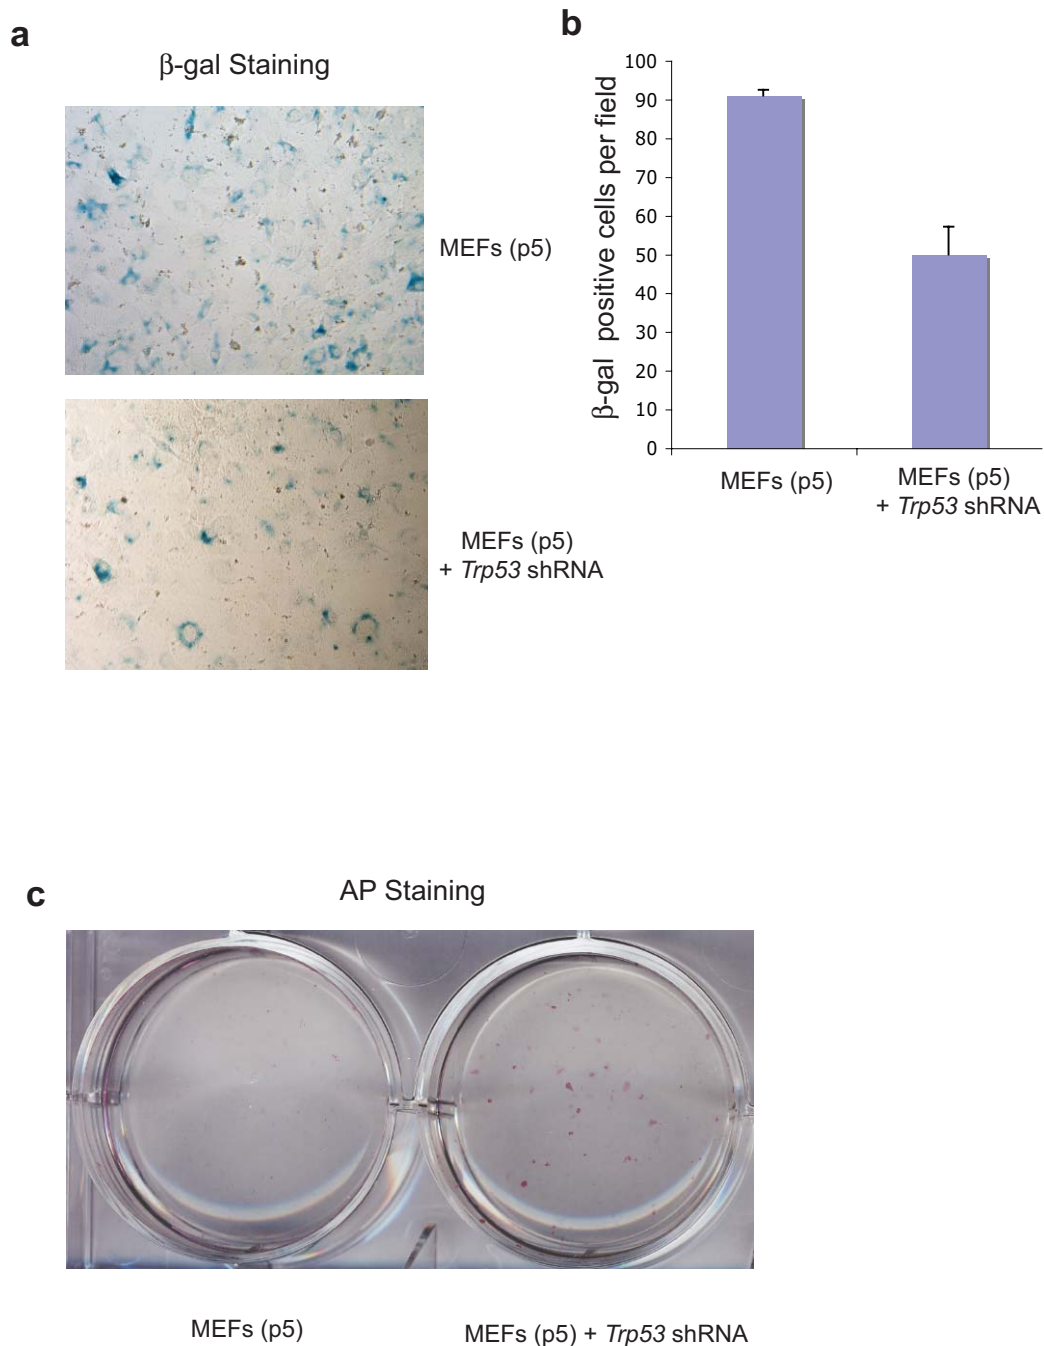 a
β-gal Staining
MEFs (p5)
MEFs (p5)
+ Trp53 shRNA
b
β-gal positive cells per field
100
90
80
70
60
50
40
30
20
10
0
MEFs (p5)
MEFs (p5)
+ Trp53 shRNA
c
AP Staining
MEFs (p5)
MEFs (p5) + Trp53 shRNA